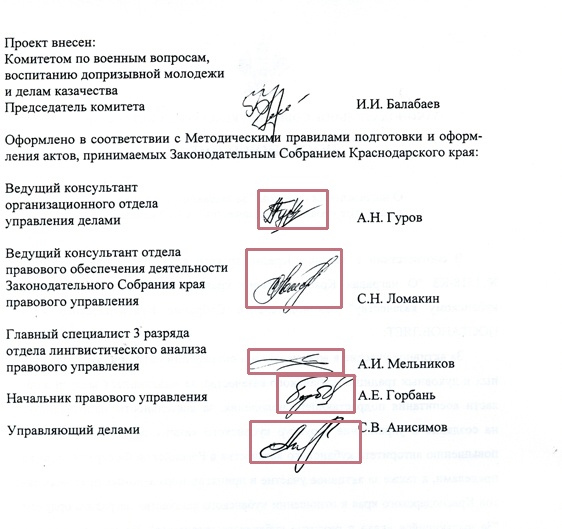 Проект внесен:
Комитетом по военным вопросам,
воспитанию допризывной молодежи
и делам казачества
Председатель комитета И.И. Балабаев
Оформлено в соответствии с Методическими правилами подготовки и оформ-
ления актов, принимаемых Законодательным Собранием Краснодарского края:
Ведущий консультант
организационного отдела
управления делами А.Н. Гуров
Ведущий консультант отдела
правового обеспечения деятельности
Законодательного Собрания края
правового управления С.Н. Ломакин
Главный специалист 3 разряда
отдела лингвистического анализа
правового управления А.И. Мельников
Начальник правового управления А.Е. Горбань
Управляющий делами С.В. Анисимов